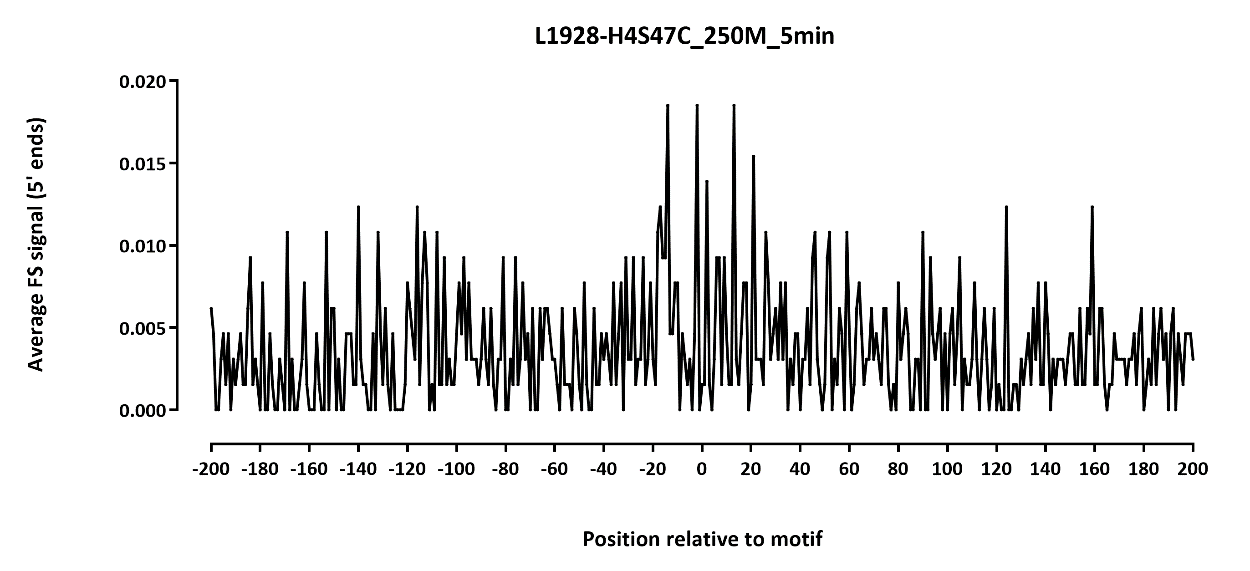 L1928-H4S47C_250M_5min
Average FS signal (5' ends)
0.020
0.015
0.010
0.005
0.000
-200 -180 -160 -140 -120 -100 -80 -60 -40 -20 0 20 40 60 80 100 120 140 160 180 200
Position relative to motif